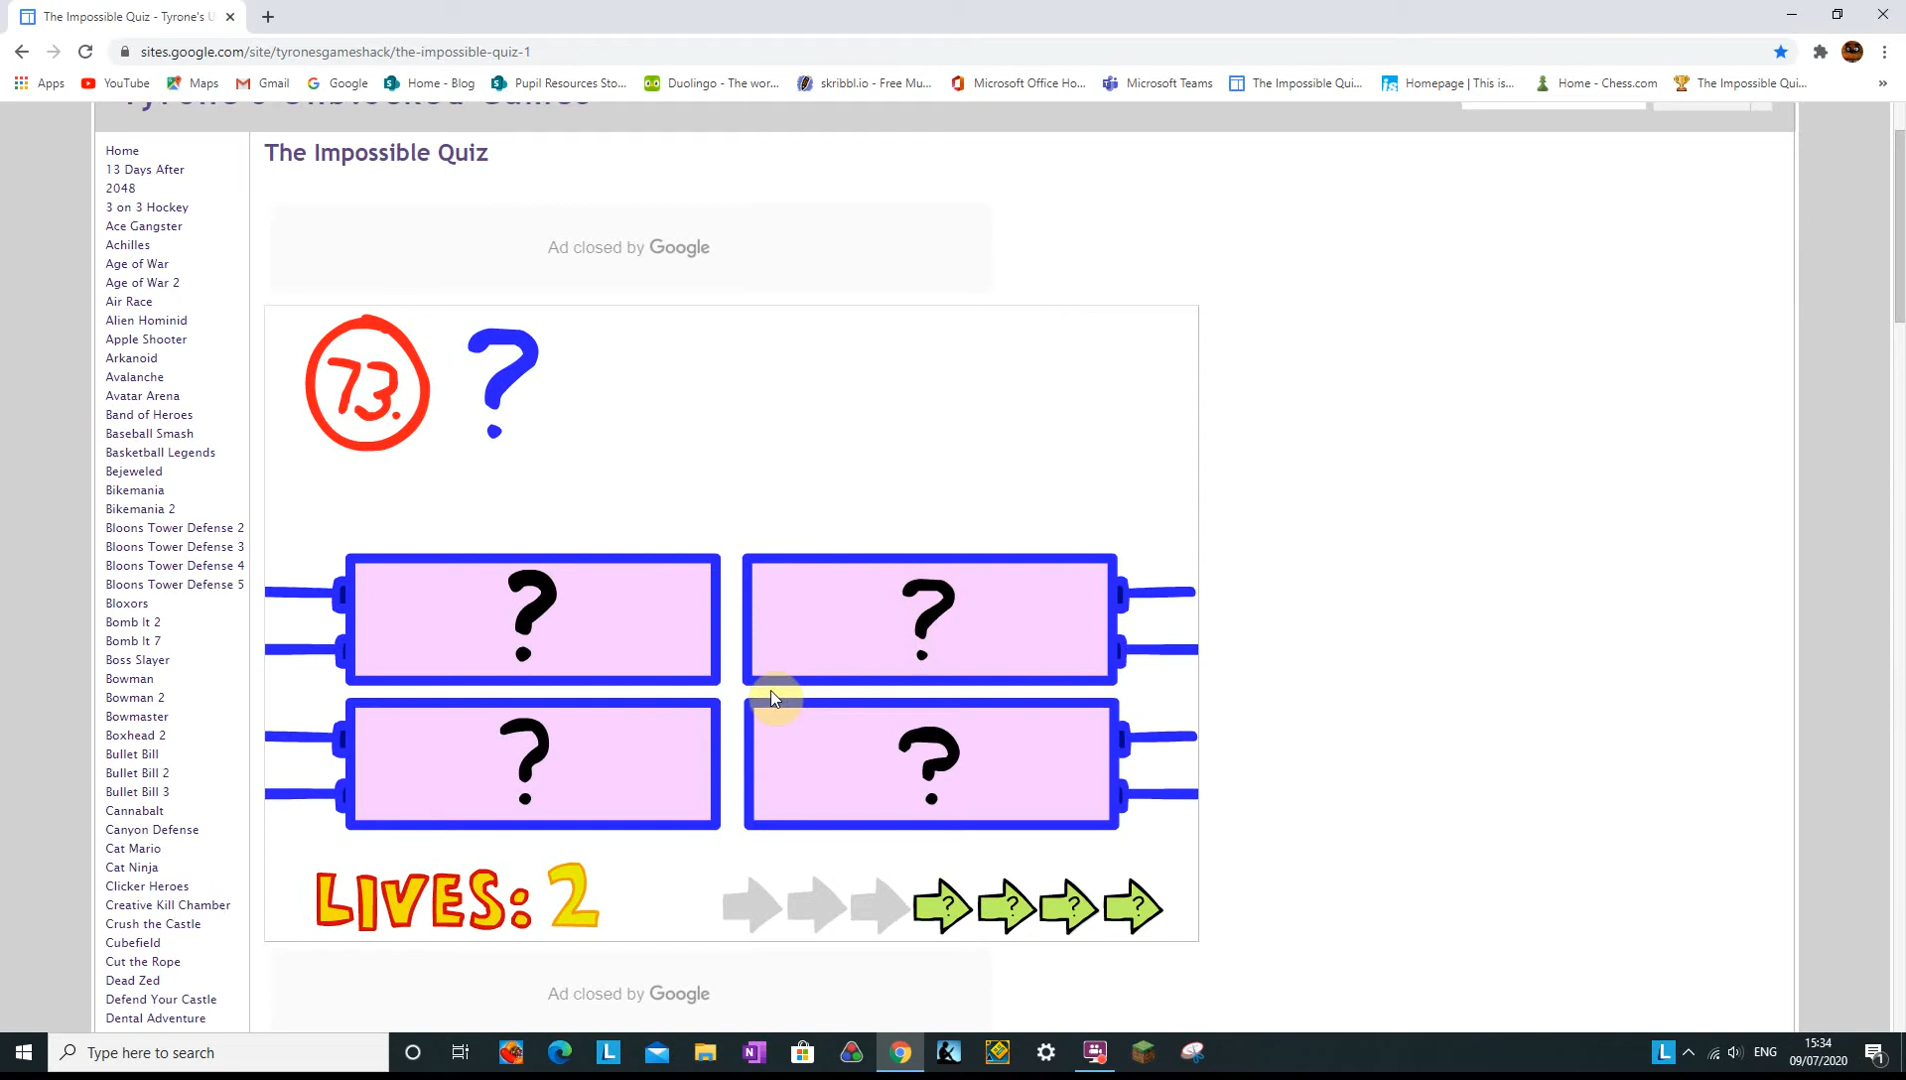 The Impossible Quiz - Tyrone's U
sites.google.com/site/tyronesgameshack/the-impossible-quiz-1
Apps YouTube Maps Gmail Google Home - Blog Pupil Resources Sto... Duolingo - The wor... skribbl.io - Free Mu... Microsoft Office Ho... Microsoft Teams The Impossible Qui... Homepage | This is... Home - Chess.com The Impossible Quiz... »
Tyrone's Unblocked Games
Home
13 Days After
2048
3 on 3 Hockey
Ace Gangster
Achilles
Age of War
Age of War 2
Air Race
Alien Hominid
Apple Shooter
Arkanoid
Avalanche
Avatar Arena
Band of Heroes
Baseball Smash
Basketball Legends
Bejeweled
Bikemania
Bikemania 2
Bloons Tower Defense 2
Bloons Tower Defense 3
Bloons Tower Defense 4
Bloons Tower Defense 5
Bloxors
Bomb It 2
Bomb It 7
Boss Slayer
Bowman
Bowman 2
Bowmaster
Boxhead 2
Bullet Bill
Bullet Bill 2
Bullet Bill 3
Cannabalt
Canyon Defense
Cat Mario
Cat Ninja
Clicker Heroes
Creative Kill Chamber
Crush the Castle
Cubefield
Cut the Rope
Dead Zed
Defend Your Castle
Dental Adventure
The Impossible Quiz
Ad closed by Google
73. ?
? ?
? ?
LIVES: 2 ? ? ? ?
Ad closed by Google
Type here to search
L
N
L
ENG
15:34
09/07/2020
1